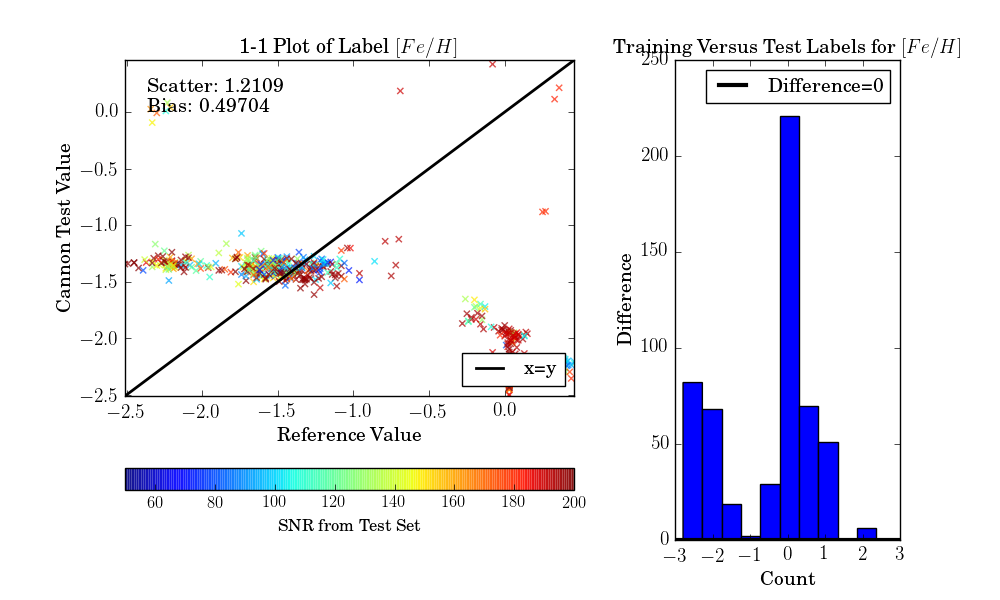 1-1 Plot of Label [Fe/H]
Scatter: 1.2109
Bias: 0.49704
Cannon Test Value
0.0
−0.5
−1.0
−1.5
−2.0
−2.5
x=y
−2.5 −2.0 −1.5 −1.0 −0.5 0.0
Reference Value
60 80 100 120 140 160 180 200
SNR from Test Set
Training Versus Test Labels for [Fe/H]
Difference=0
Difference
250
200
150
100
50
0
−3 −2 −1 0 1 2 3
Count